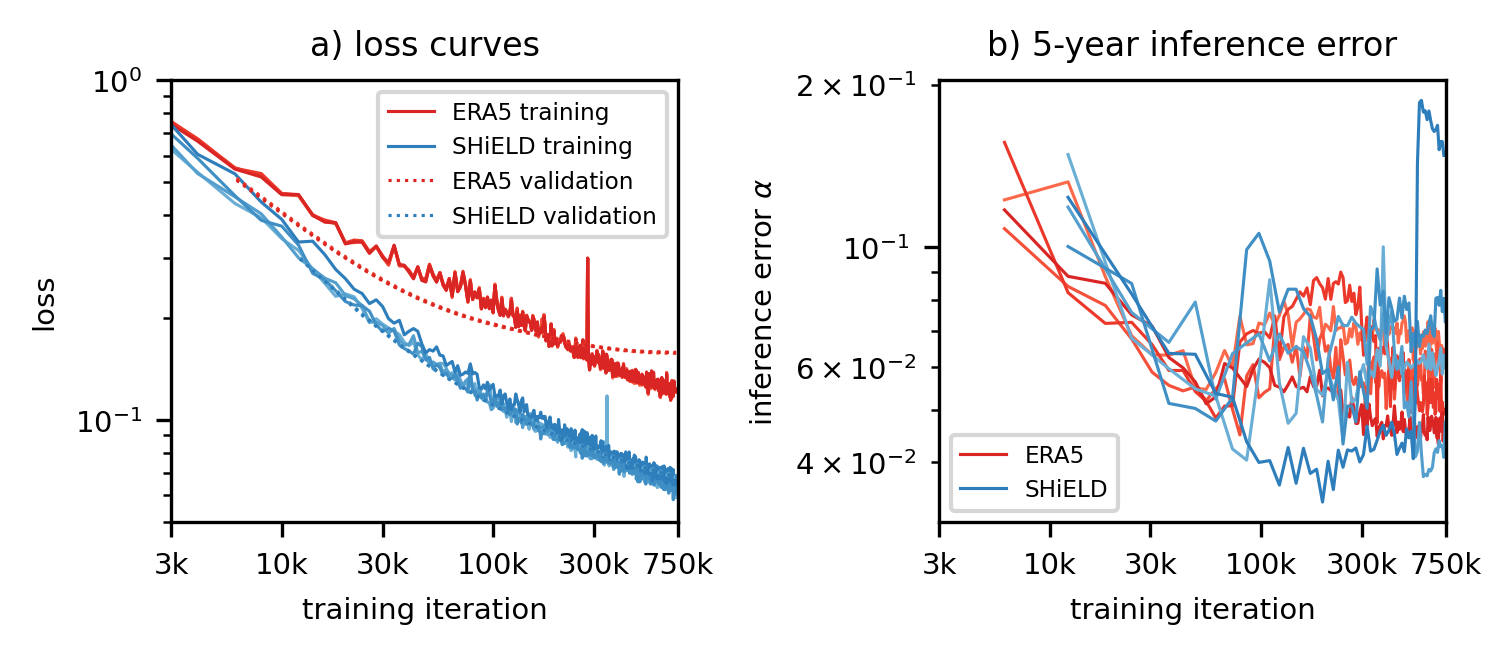 a) loss curves
10⁰
10⁻¹
loss
ERA5 training
SHiELD training
ERA5 validation
SHiELD validation
3k 10k 30k 100k 300k 750k
training iteration
b) 5-year inference error
2 × 10⁻¹
10⁻¹
6 × 10⁻²
4 × 10⁻²
inference error α
ERA5
SHiELD
3k 10k 30k 100k 300k 750k
training iteration